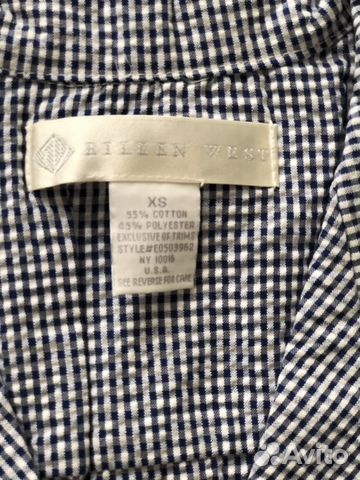 EILEEN WEST
XS
55% COTTON
45% POLYESTER
EXCLUSIVE OF TRIMS
STYLE#E0503962
NY 10016
U.S.A.
SEE REVERSE FOR CARE
Avito